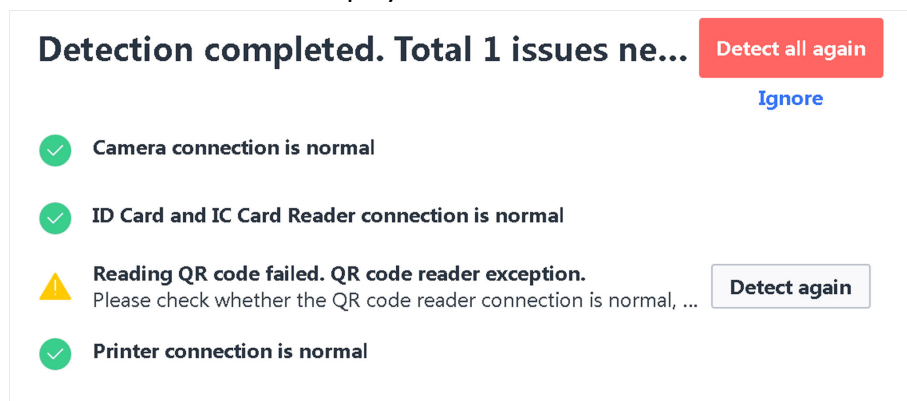 Detection completed. Total 1 issues ne...
Detect all again
Ignore
Camera connection is normal
ID Card and IC Card Reader connection is normal
Reading QR code failed. QR code reader exception.
Please check whether the QR code reader connection is normal, ...
Detect again
Printer connection is normal